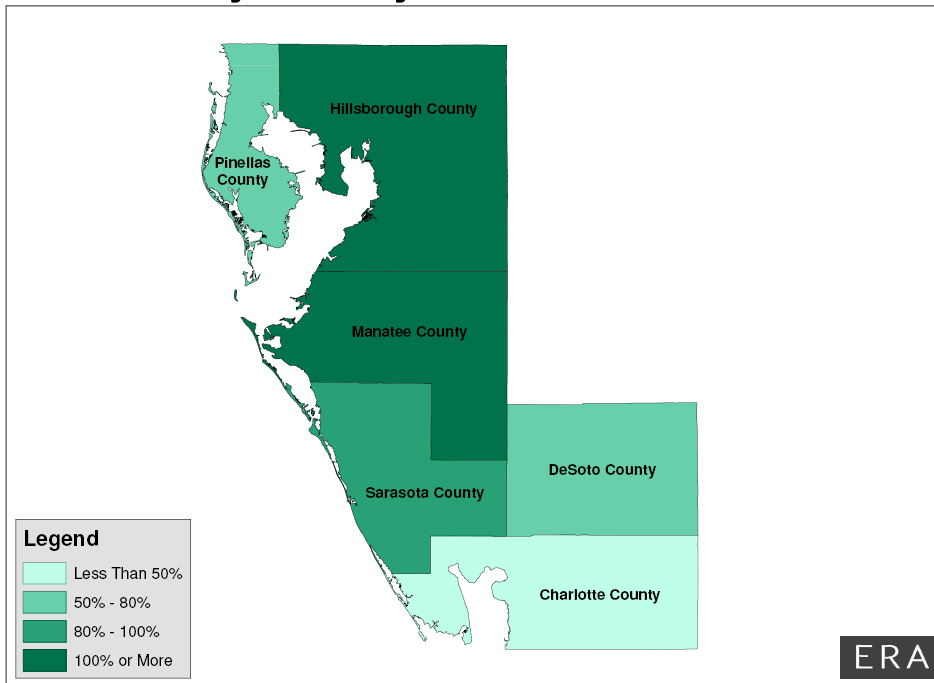 Hillsborough County
Pinellas
County
Manatee County
DeSoto County
Sarasota County
Charlotte County
Legend
Less Than 50%
50% - 80%
80% - 100%
100% or More
ERA